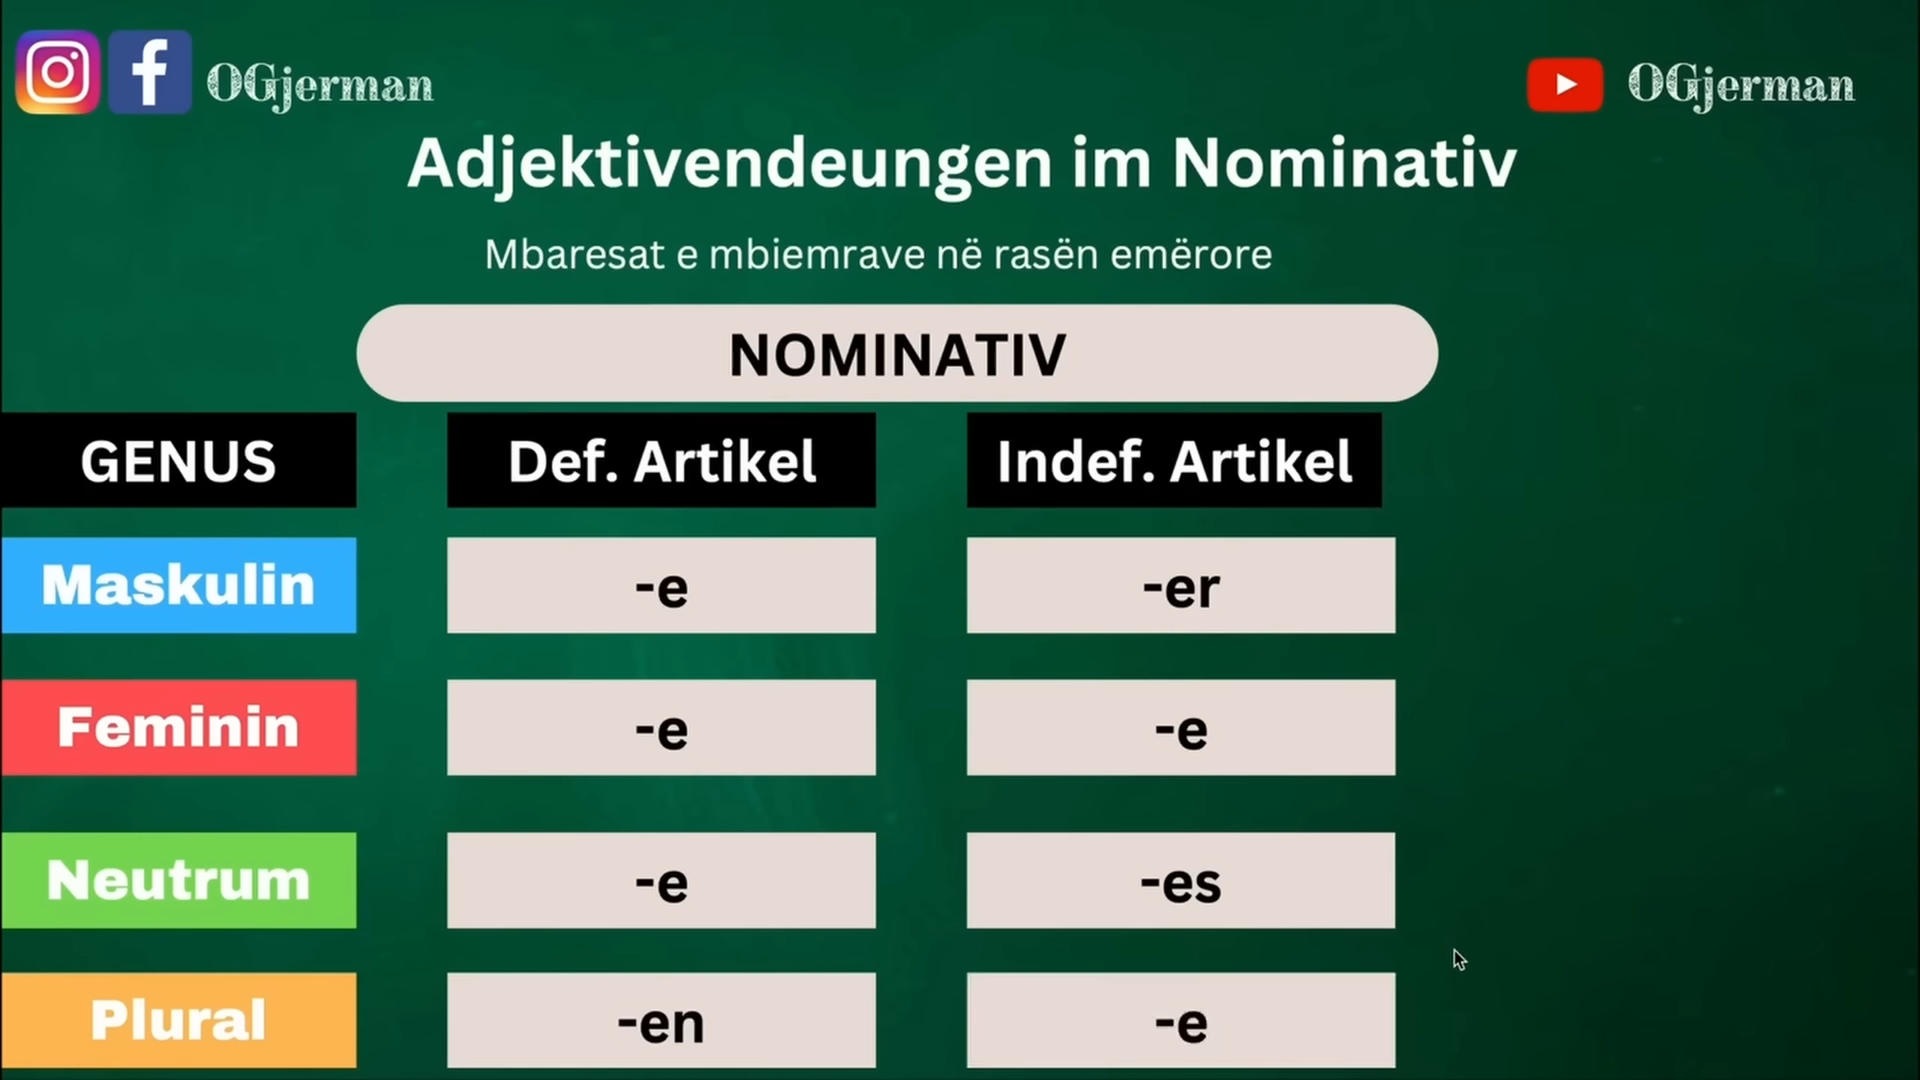 OGjerman
OGjerman
Adjektivendeungen im Nominativ
Mbaresat e mbiemrave në rasën emërore
NOMINATIV
GENUS Def. Artikel Indef. Artikel
Maskulin -e -er
Feminin -e -e
Neutrum -e -es
Plural -en -e